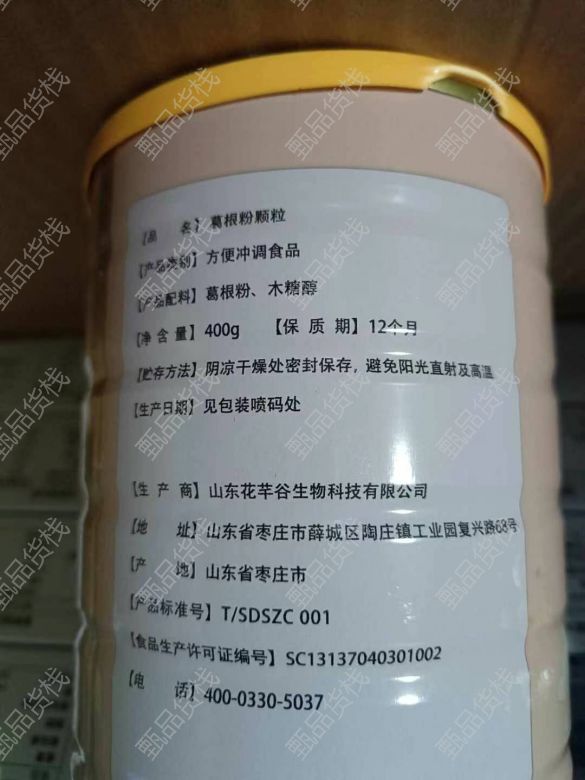 【品 名】葛根粉颗粒
【产品类别】方便冲调食品
【产品配料】葛根粉、木糖醇
【净含量】400g 【保质期】12个月
【贮存方法】阴凉干燥处密封保存，避免阳光直射及高温
【生产日期】见包装喷码处
【生产商】山东花芊谷生物科技有限公司
【地 址】山东省枣庄市薛城区陶庄镇工业园复兴路68号
【产 地】山东省枣庄市
【产品标准号】T/SDSZC 001
【食品生产许可证编号】SC13137040301002
【电 话】400-0330-5037
甄品货栈